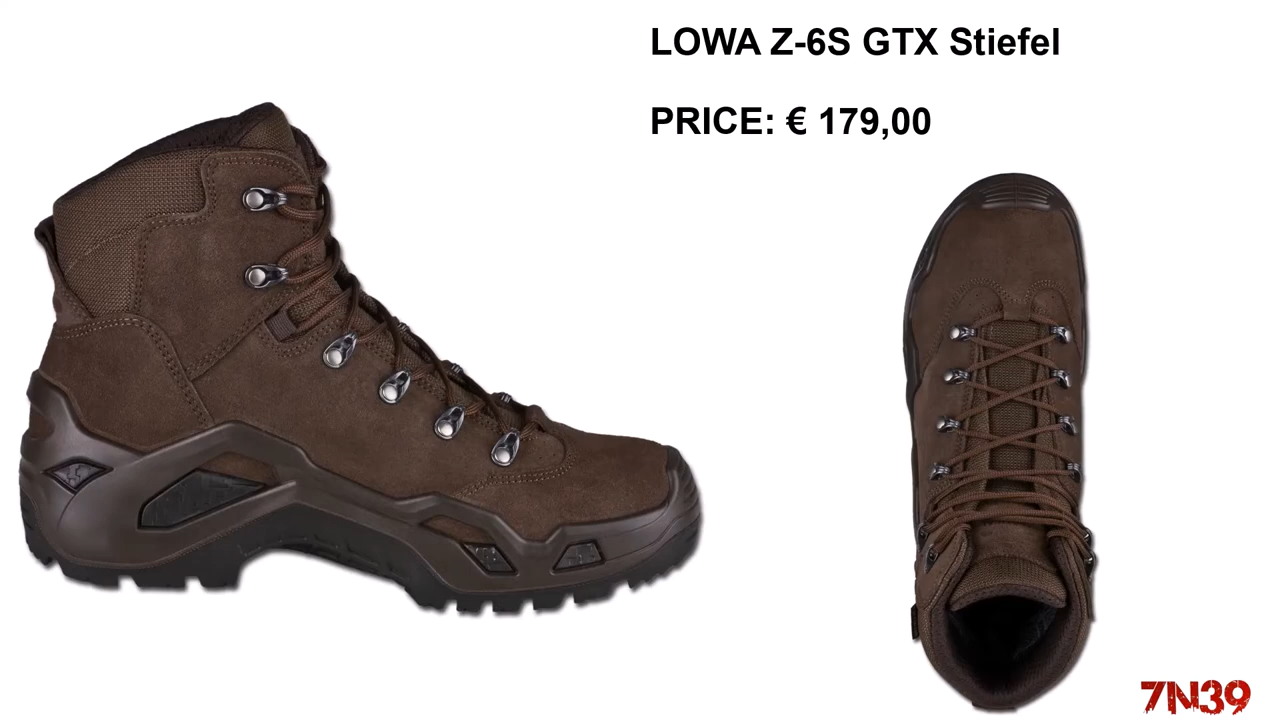 LOWA Z-6S GTX Stiefel
PRICE: € 179,00
7N39